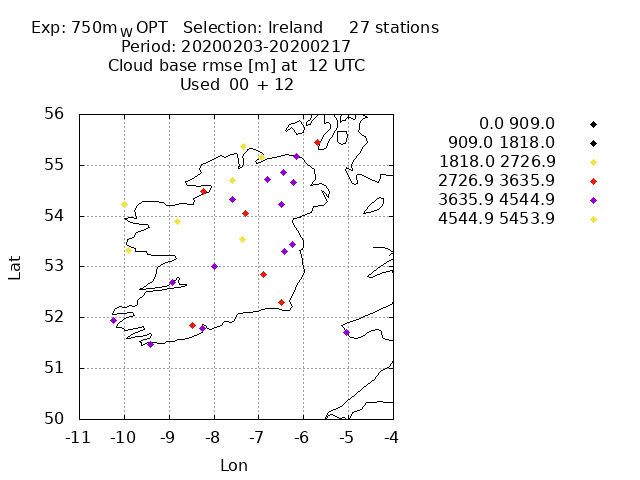 Exp: 750m_W OPT Selection: Ireland 27 stations
Period: 20200203-20200217
Cloud base rmse [m] at 12 UTC
Used 00 + 12
0.0 909.0
909.0 1818.0
1818.0 2726.9
2726.9 3635.9
3635.9 4544.9
4544.9 5453.9
56
55
54
53
52
51
50
Lat
-11 -10 -9 -8 -7 -6 -5 -4
Lon